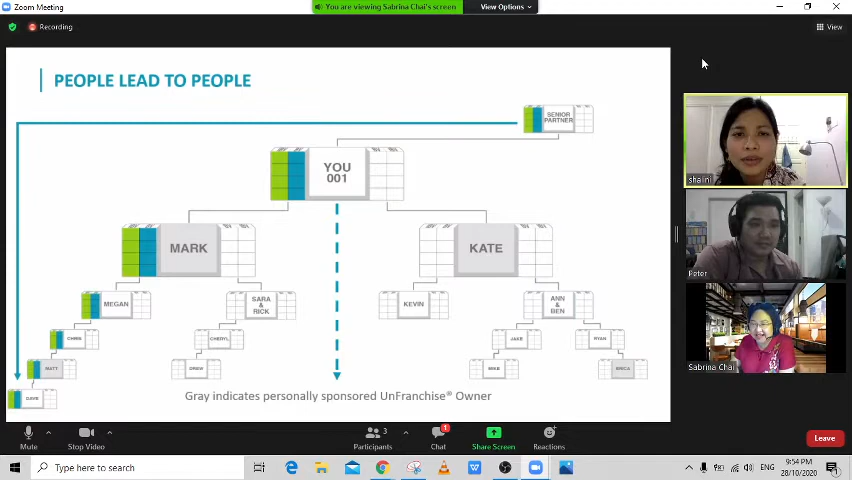 Zoom Meeting
You are viewing Sabrina Chai's screen
View Options
Recording
View
PEOPLE LEAD TO PEOPLE
SENIOR
PARTNER
YOU
001
MARK
KATE
MEGAN
SARA
&
RICK
KEVIN
ANN
&
BEN
CHRIS
CHERYL
JAKE
RYAN
MATT
DREW
MIKE
ERICA
DAVE
Gray indicates personally sponsored UnFranchise® Owner
shalini
Peter
Sabrina Chai
Mute
Stop Video
Participants
3
Chat
1
Share Screen
Reactions
Leave
Type here to search
W
ENG
9:54 PM
28/10/2020